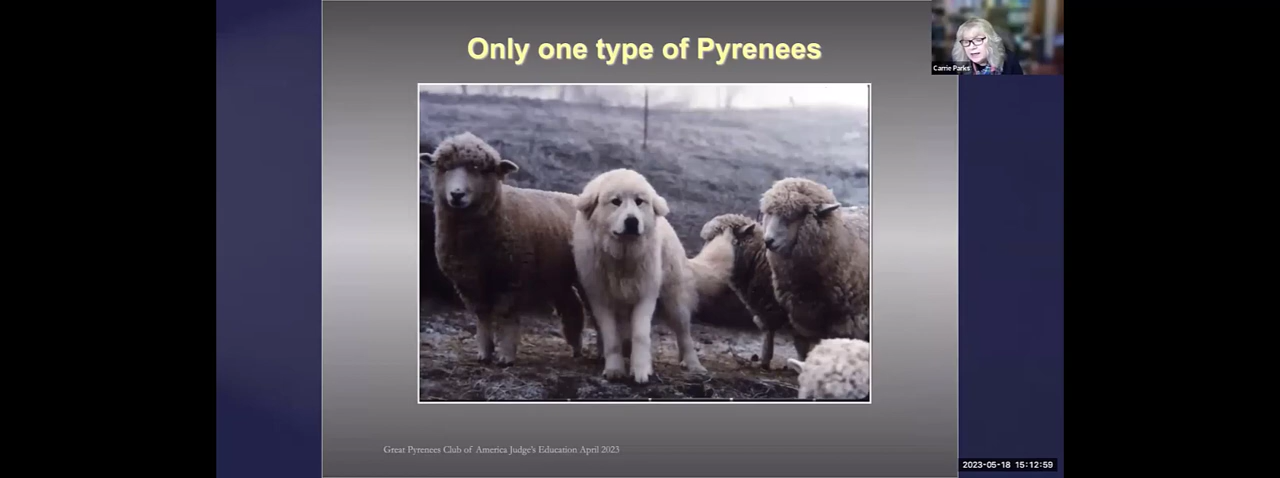 Only one type of Pyrenees
Carrie Parks
Great Pyrenees Club of America Judge's Education April 2023
2023-05-18 15:12:59